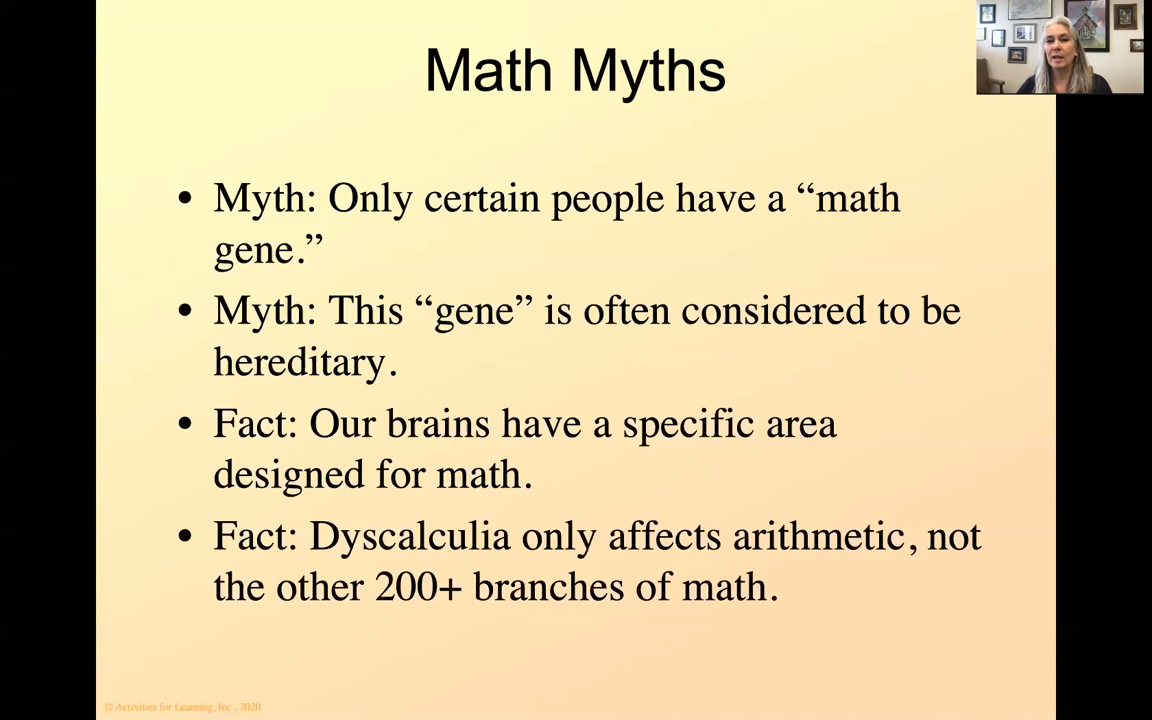 Math Myths
• Myth: Only certain people have a “math
gene.”
• Myth: This “gene” is often considered to be
hereditary.
• Fact: Our brains have a specific area
designed for math.
• Fact: Dyscalculia only affects arithmetic, not
the other 200+ branches of math.
© Activities for Learning, Inc., 2020